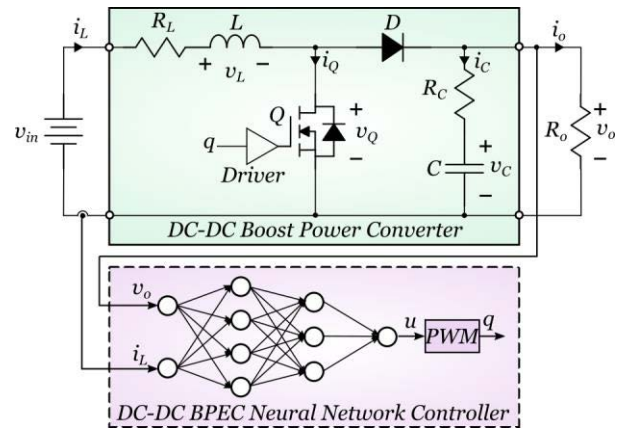 i_L R_L L D i_o
+ v_L − i_Q i_C
v_in q Driver Q + v_Q − R_C C + v_C − R_o + v_o −
DC-DC Boost Power Converter
v_o
i_L
u PWM q
DC-DC BPEC Neural Network Controller